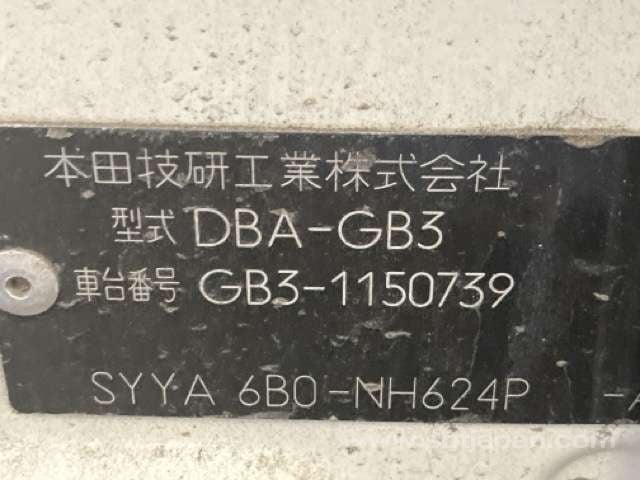 本田技研工業株式会社
型式 DBA-GB3
車台番号 GB3-1150739
SYYA 6B0-NH624P -A